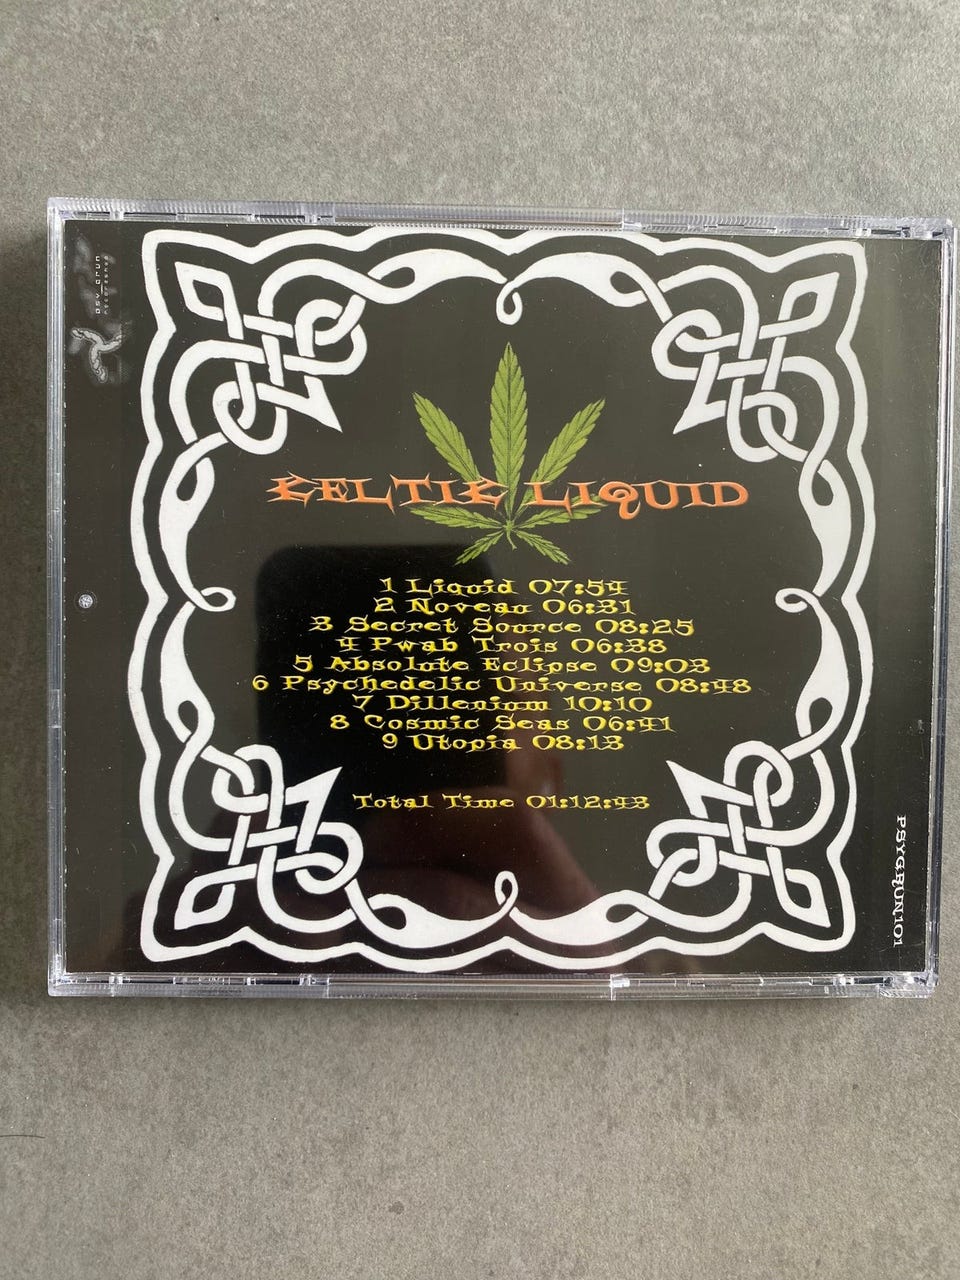 psy_grun
KELTIK LIQUID
1 Liquid 07:54
2 Noveau 06:31
3 Secret Source 08:25
4 Pwab Trois 06:38
5 Absolute Eclipse 09:03
6 Psychedelic Universe 08:48
7 Dillenium 10:10
8 Cosmic Seas 06:41
9 Utopia 08:13
Total Time 01:12:43
PSYGRUN101